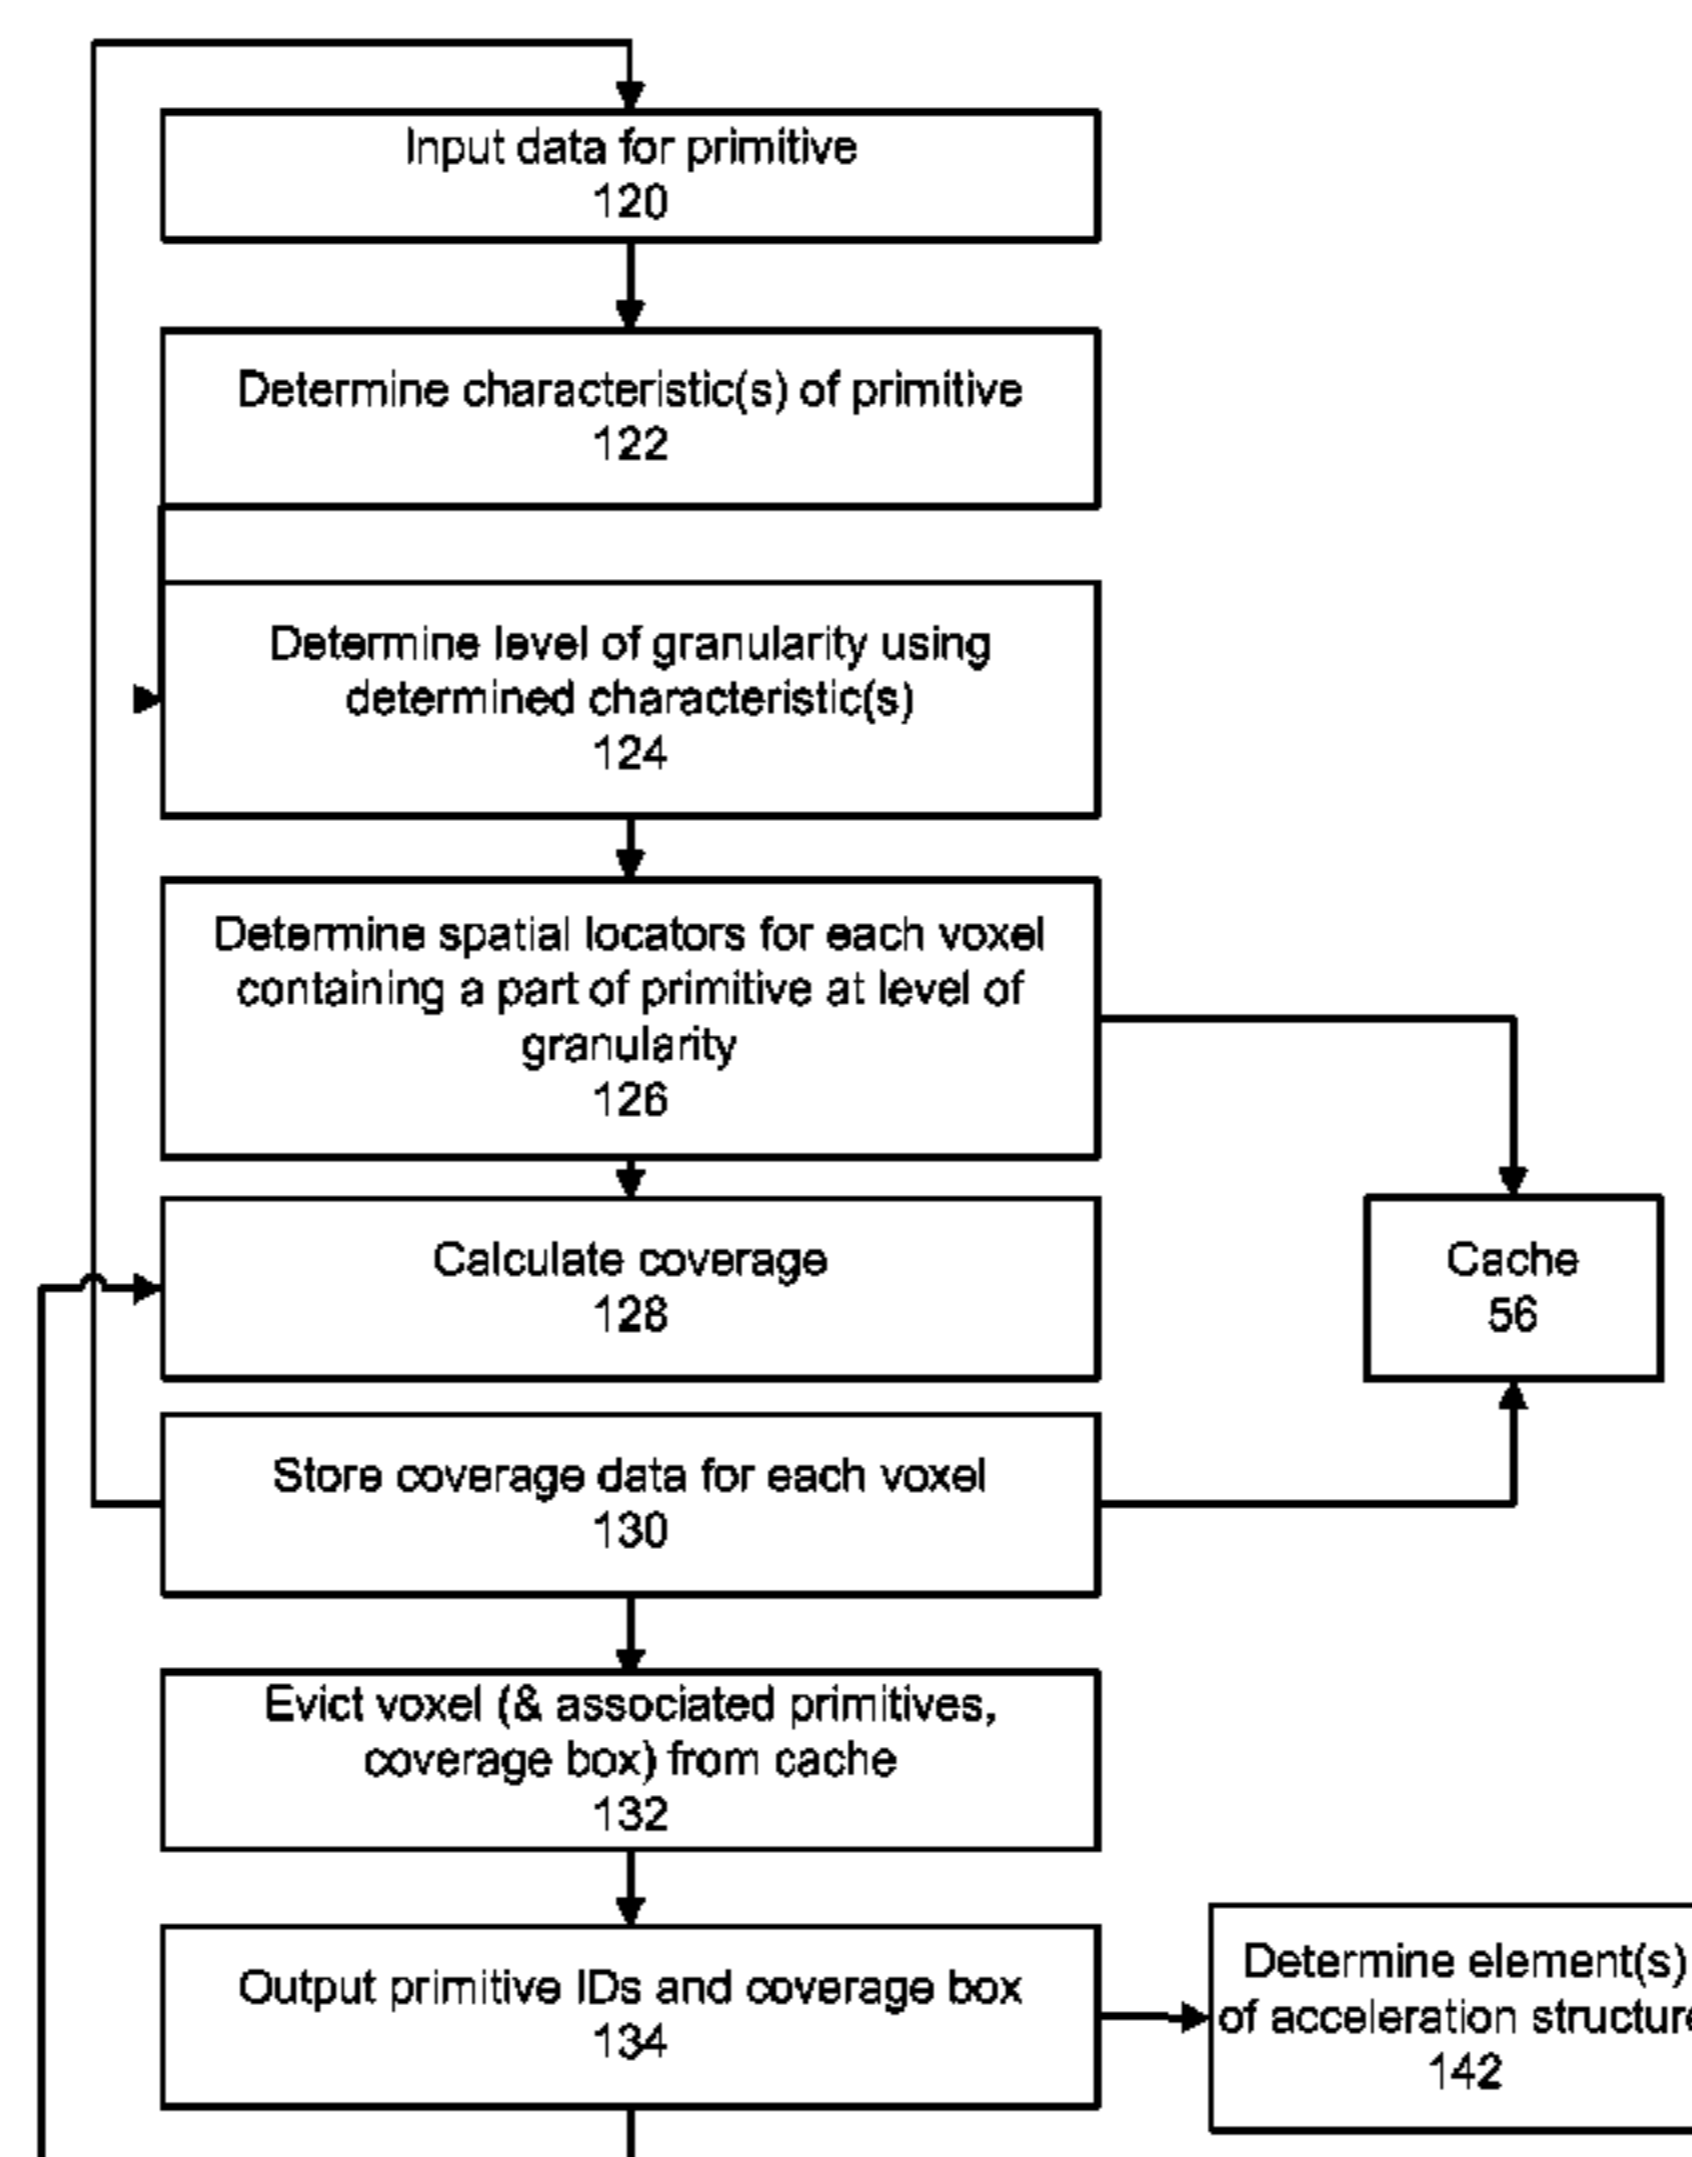 Input data for primitive
120
Determine characteristic(s) of primitive
122
Determine level of granularity using
determined characteristic(s)
124
Determine spatial locators for each voxel
containing a part of primitive at level of
granularity
126
Calculate coverage
128
Cache
56
Store coverage data for each voxel
130
Evict voxel (& associated primitives,
coverage box) from cache
132
Output primitive IDs and coverage box
134
Determine element(s)
of acceleration structure
142